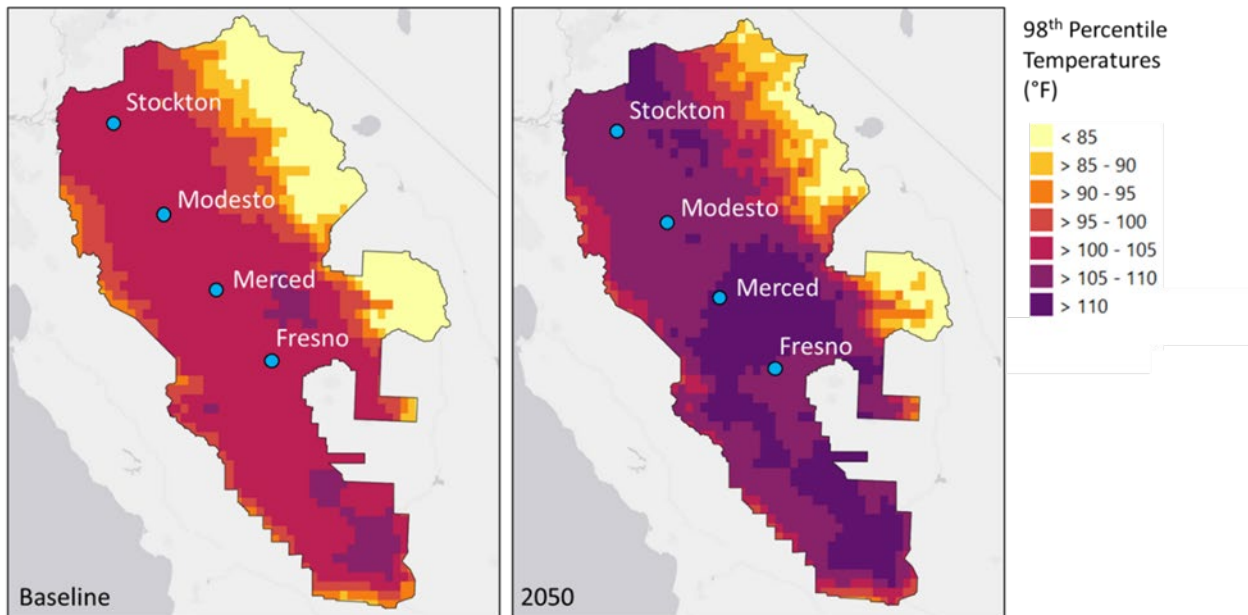 Stockton
Modesto
Merced
Fresno
Baseline
Stockton
Modesto
Merced
Fresno
2050
98th Percentile
Temperatures
(°F)
< 85
> 85 - 90
> 90 - 95
> 95 - 100
> 100 - 105
> 105 - 110
> 110